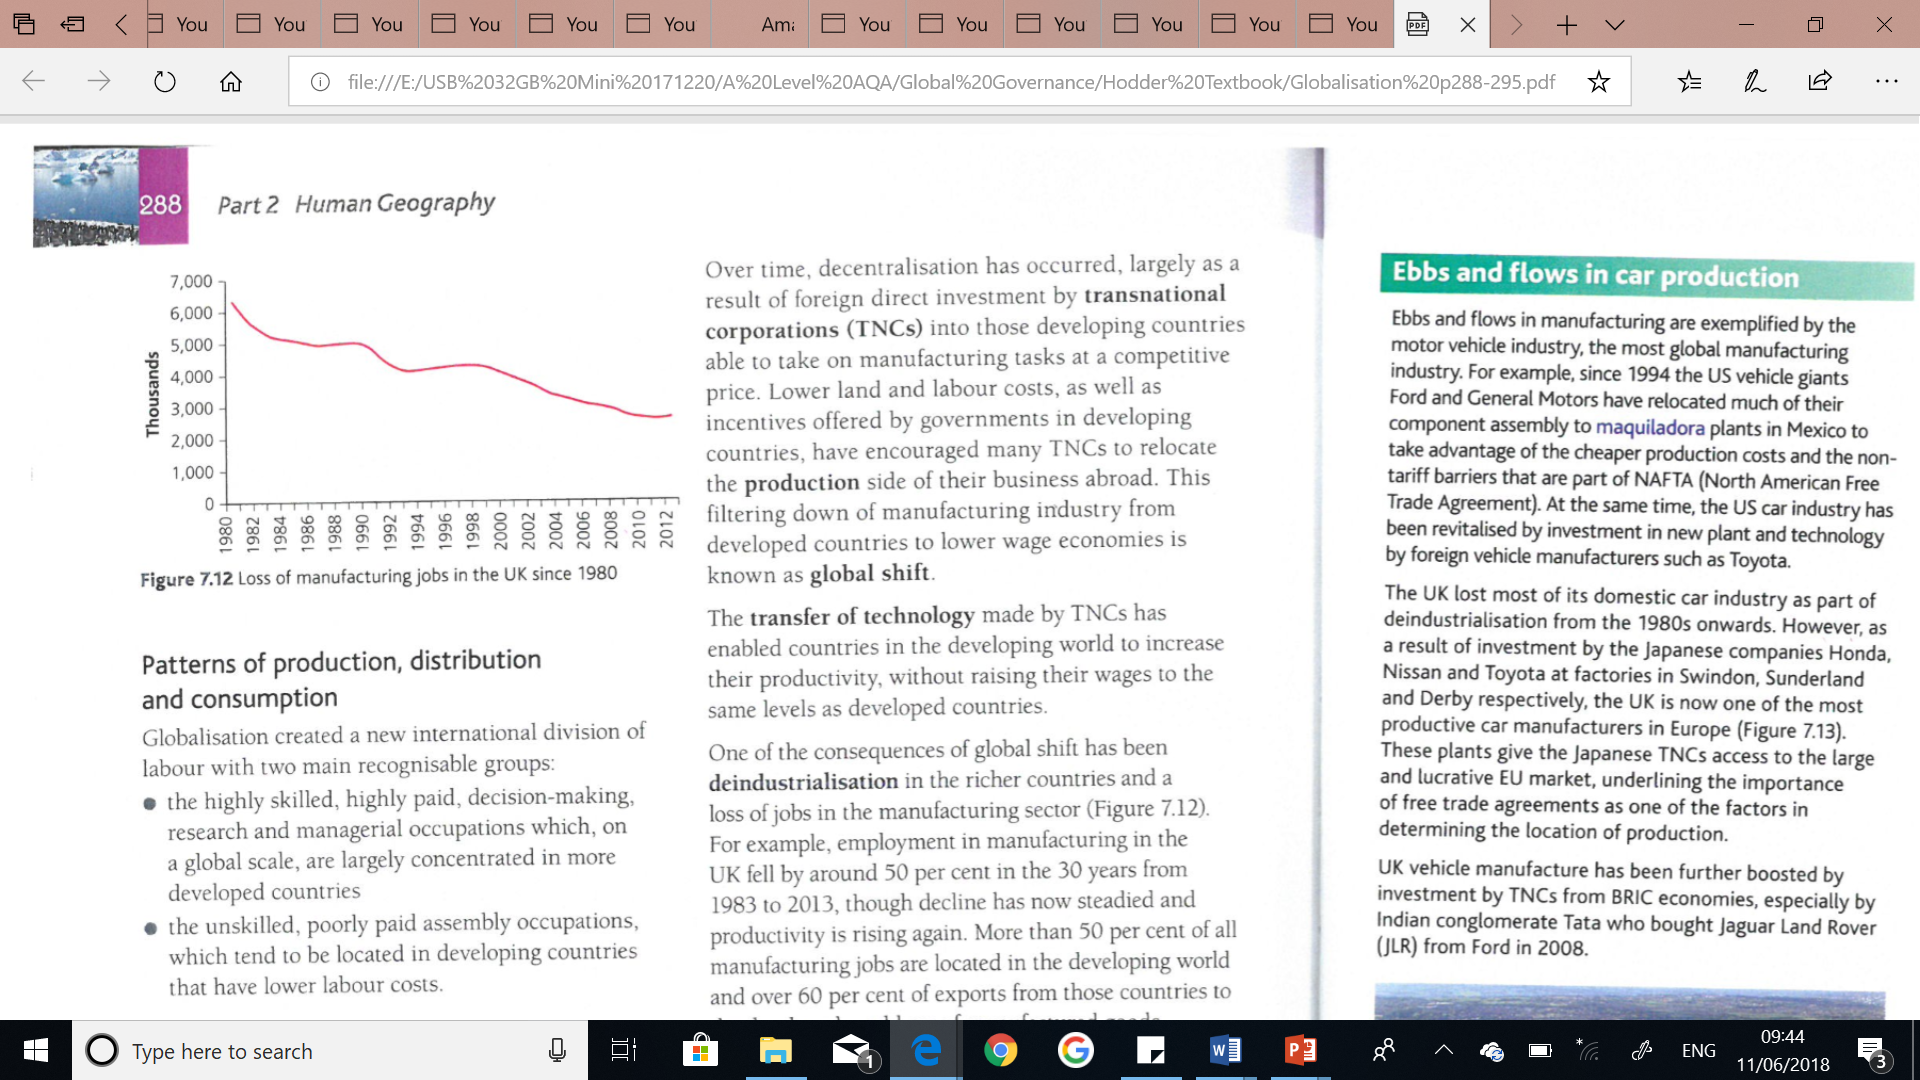 You
You
You
You
You
You
Ama
You
You
You
You
You
You
PDF
file:///E:/USB%2032GB%20Mini%20171220/A%20Level%20AQA/Global%20Governance/Hodder%20Textbook/Globalisation%20p288-295.pdf
288
Part 2 Human Geography
7,000
6,000
5,000
4,000
3,000
2,000
1,000
0
Thousands
1980
1982
1984
1986
1988
1990
1992
1994
1996
1998
2000
2002
2004
2006
2008
2010
2012
Figure 7.12 Loss of manufacturing jobs in the UK since 1980
Patterns of production, distribution
and consumption
Globalisation created a new international division of
labour with two main recognisable groups:
● the highly skilled, highly paid, decision-making,
research and managerial occupations which, on
a global scale, are largely concentrated in more
developed countries
● the unskilled, poorly paid assembly occupations,
which tend to be located in developing countries
that have lower labour costs.
Over time, decentralisation has occurred, largely as a
result of foreign direct investment by transnational
corporations (TNCs) into those developing countries
able to take on manufacturing tasks at a competitive
price. Lower land and labour costs, as well as
incentives offered by governments in developing
countries, have encouraged many TNCs to relocate
the production side of their business abroad. This
filtering down of manufacturing industry from
developed countries to lower wage economies is
known as global shift.
The transfer of technology made by TNCs has
enabled countries in the developing world to increase
their productivity, without raising their wages to the
same levels as developed countries.
One of the consequences of global shift has been
deindustrialisation in the richer countries and a
loss of jobs in the manufacturing sector (Figure 7.12).
For example, employment in manufacturing in the
UK fell by around 50 per cent in the 30 years from
1983 to 2013, though decline has now steadied and
productivity is rising again. More than 50 per cent of all
manufacturing jobs are located in the developing world
and over 60 per cent of exports from those countries to
Ebbs and flows in car production
Ebbs and flows in manufacturing are exemplified by the
motor vehicle industry, the most global manufacturing
industry. For example, since 1994 the US vehicle giants
Ford and General Motors have relocated much of their
component assembly to maquiladora plants in Mexico to
take advantage of the cheaper production costs and the non-
tariff barriers that are part of NAFTA (North American Free
Trade Agreement). At the same time, the US car industry has
been revitalised by investment in new plant and technology
by foreign vehicle manufacturers such as Toyota.
The UK lost most of its domestic car industry as part of
deindustrialisation from the 1980s onwards. However, as
a result of investment by the Japanese companies Honda,
Nissan and Toyota at factories in Swindon, Sunderland
and Derby respectively, the UK is now one of the most
productive car manufacturers in Europe (Figure 7.13).
These plants give the Japanese TNCs access to the large
and lucrative EU market, underlining the importance
of free trade agreements as one of the factors in
determining the location of production.
UK vehicle manufacture has been further boosted by
investment by TNCs from BRIC economies, especially by
Indian conglomerate Tata who bought Jaguar Land Rover
(JLR) from Ford in 2008.
Type here to search
1
ENG
09:44
11/06/2018
3